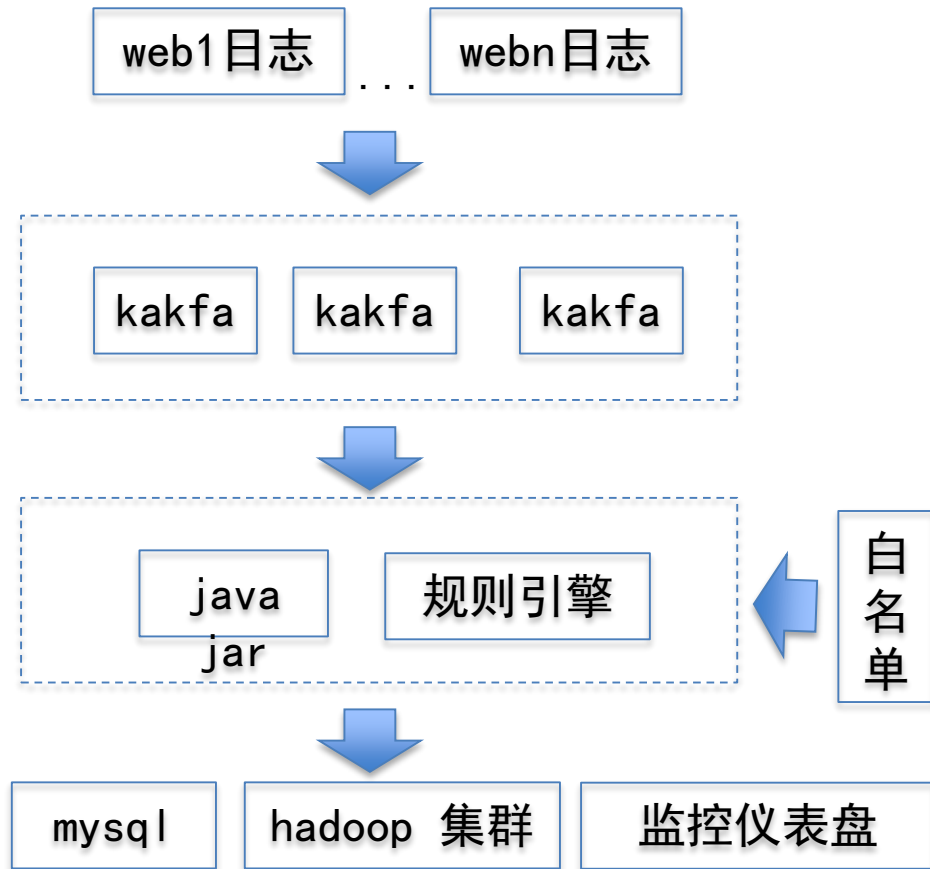 web1日志 ... webn日志
kakfa kakfa kakfa
java 规则引擎
jar
白
名
单
mysql hadoop 集群 监控仪表盘